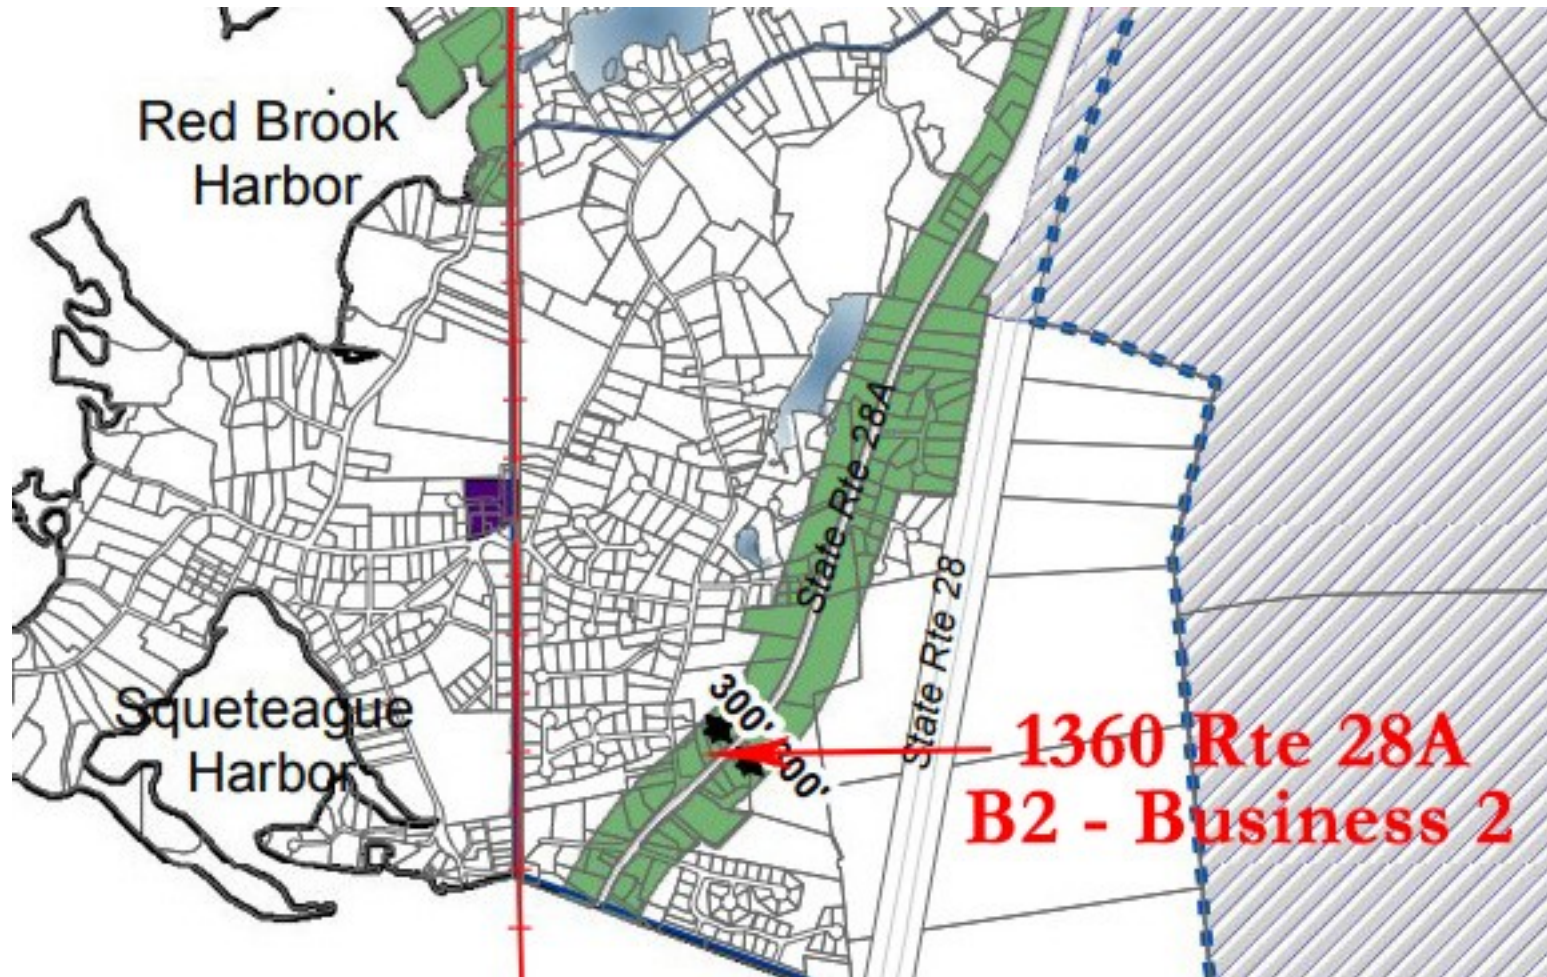 Red Brook
Harbor
State Rte 28A
State Rte 28
Squeteague
Harbor
300'
300'
1360 Rte 28A
B2 - Business 2